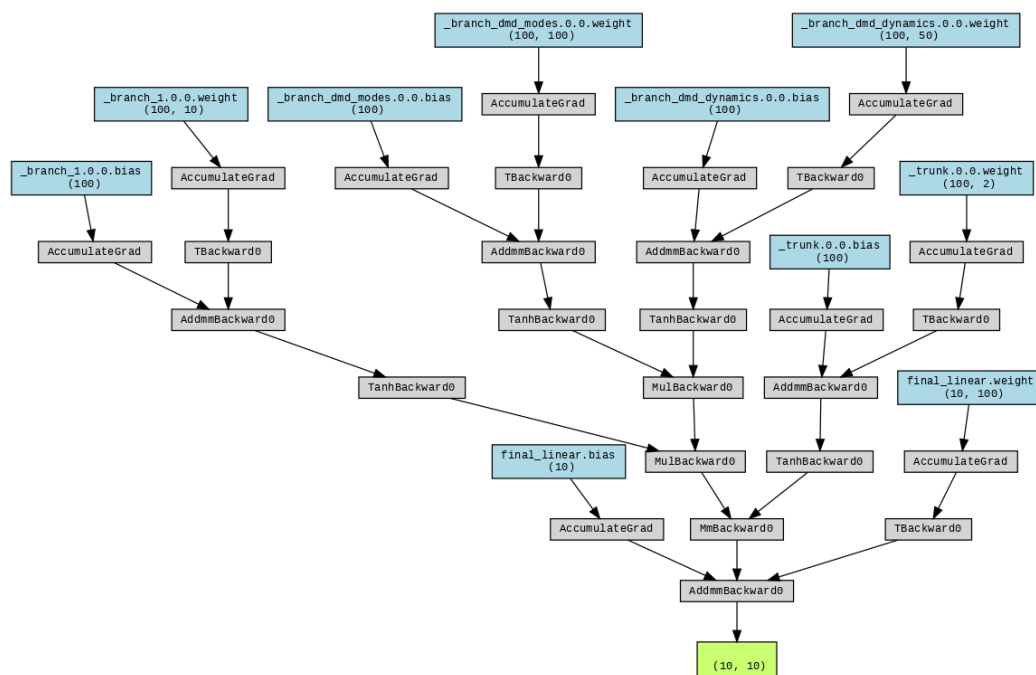 _branch_dmd_modes.0.0.weight
(100, 100)
_branch_dmd_dynamics.0.0.weight
(100, 50)
_branch_1.0.0.weight
(100, 10)
_branch_dmd_modes.0.0.bias
(100)
AccumulateGrad
_branch_dmd_dynamics.0.0.bias
(100)
AccumulateGrad
_branch_1.0.0.bias
(100)
AccumulateGrad
AccumulateGrad
TBackward0
AccumulateGrad
TBackward0
_trunk.0.0.weight
(100, 2)
AccumulateGrad
TBackward0
AddmmBackward0
AddmmBackward0
_trunk.0.0.bias
(100)
AccumulateGrad
AddmmBackward0
TanhBackward0
TanhBackward0
AccumulateGrad
TBackward0
TanhBackward0
MulBackward0
AddmmBackward0
final_linear.weight
(10, 100)
final_linear.bias
(10)
MulBackward0
TanhBackward0
AccumulateGrad
AccumulateGrad
MmBackward0
TBackward0
AddmmBackward0
(10, 10)